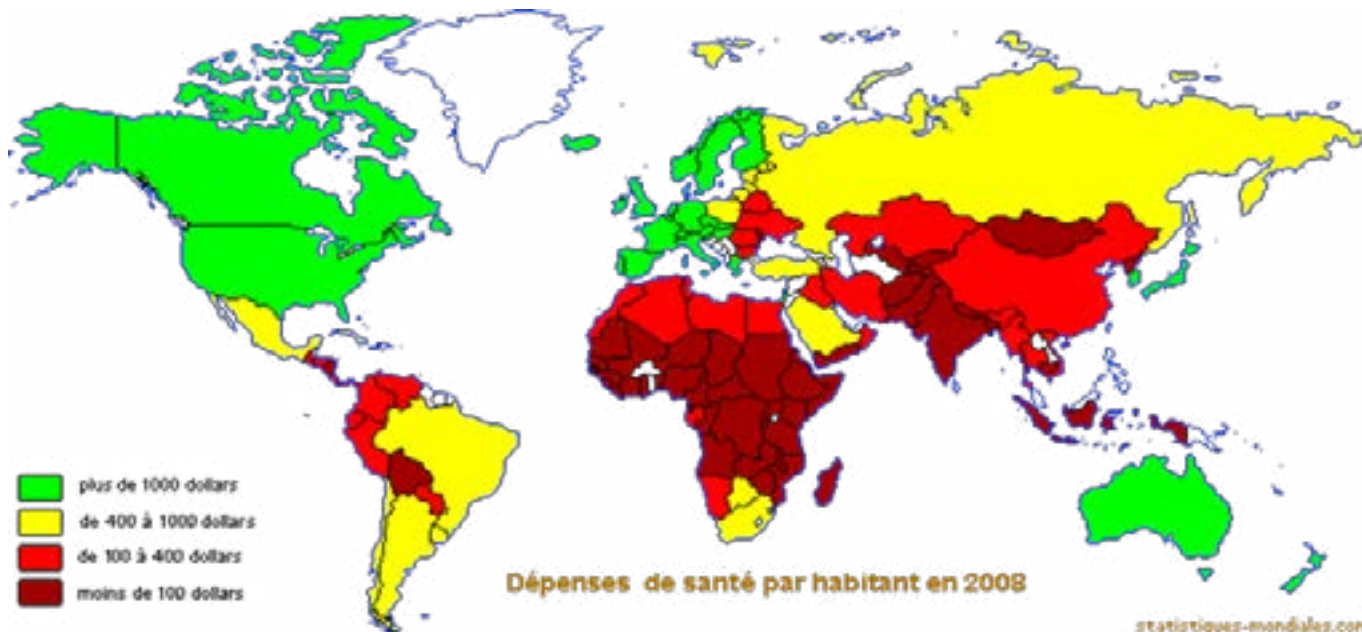 plus de 1000 dollars
de 400 à 1000 dollars
de 100 à 400 dollars
moins de 100 dollars
Dépenses de santé par habitant en 2008
statistiques-mondiales.com